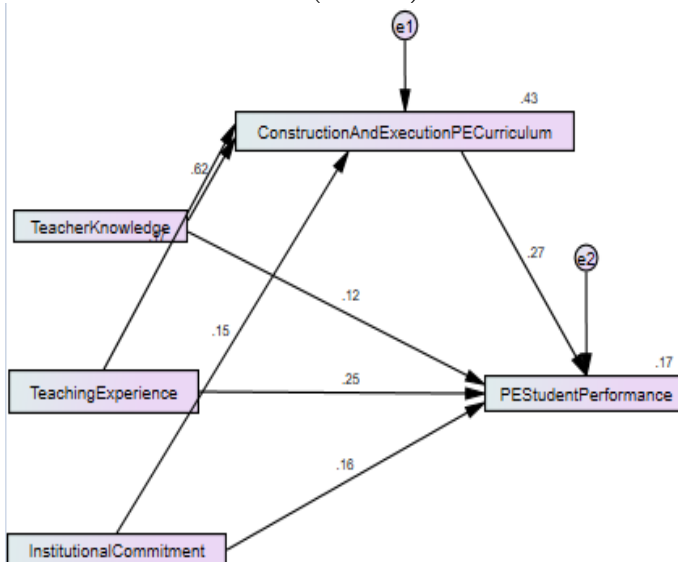 e1
.43
ConstructionAndExecutionPECurriculum
.62
TeacherKnowledge
.27
e2
.12
.15
TeachingExperience
.25
.17
PEStudentPerformance
.16
InstitutionalCommitment